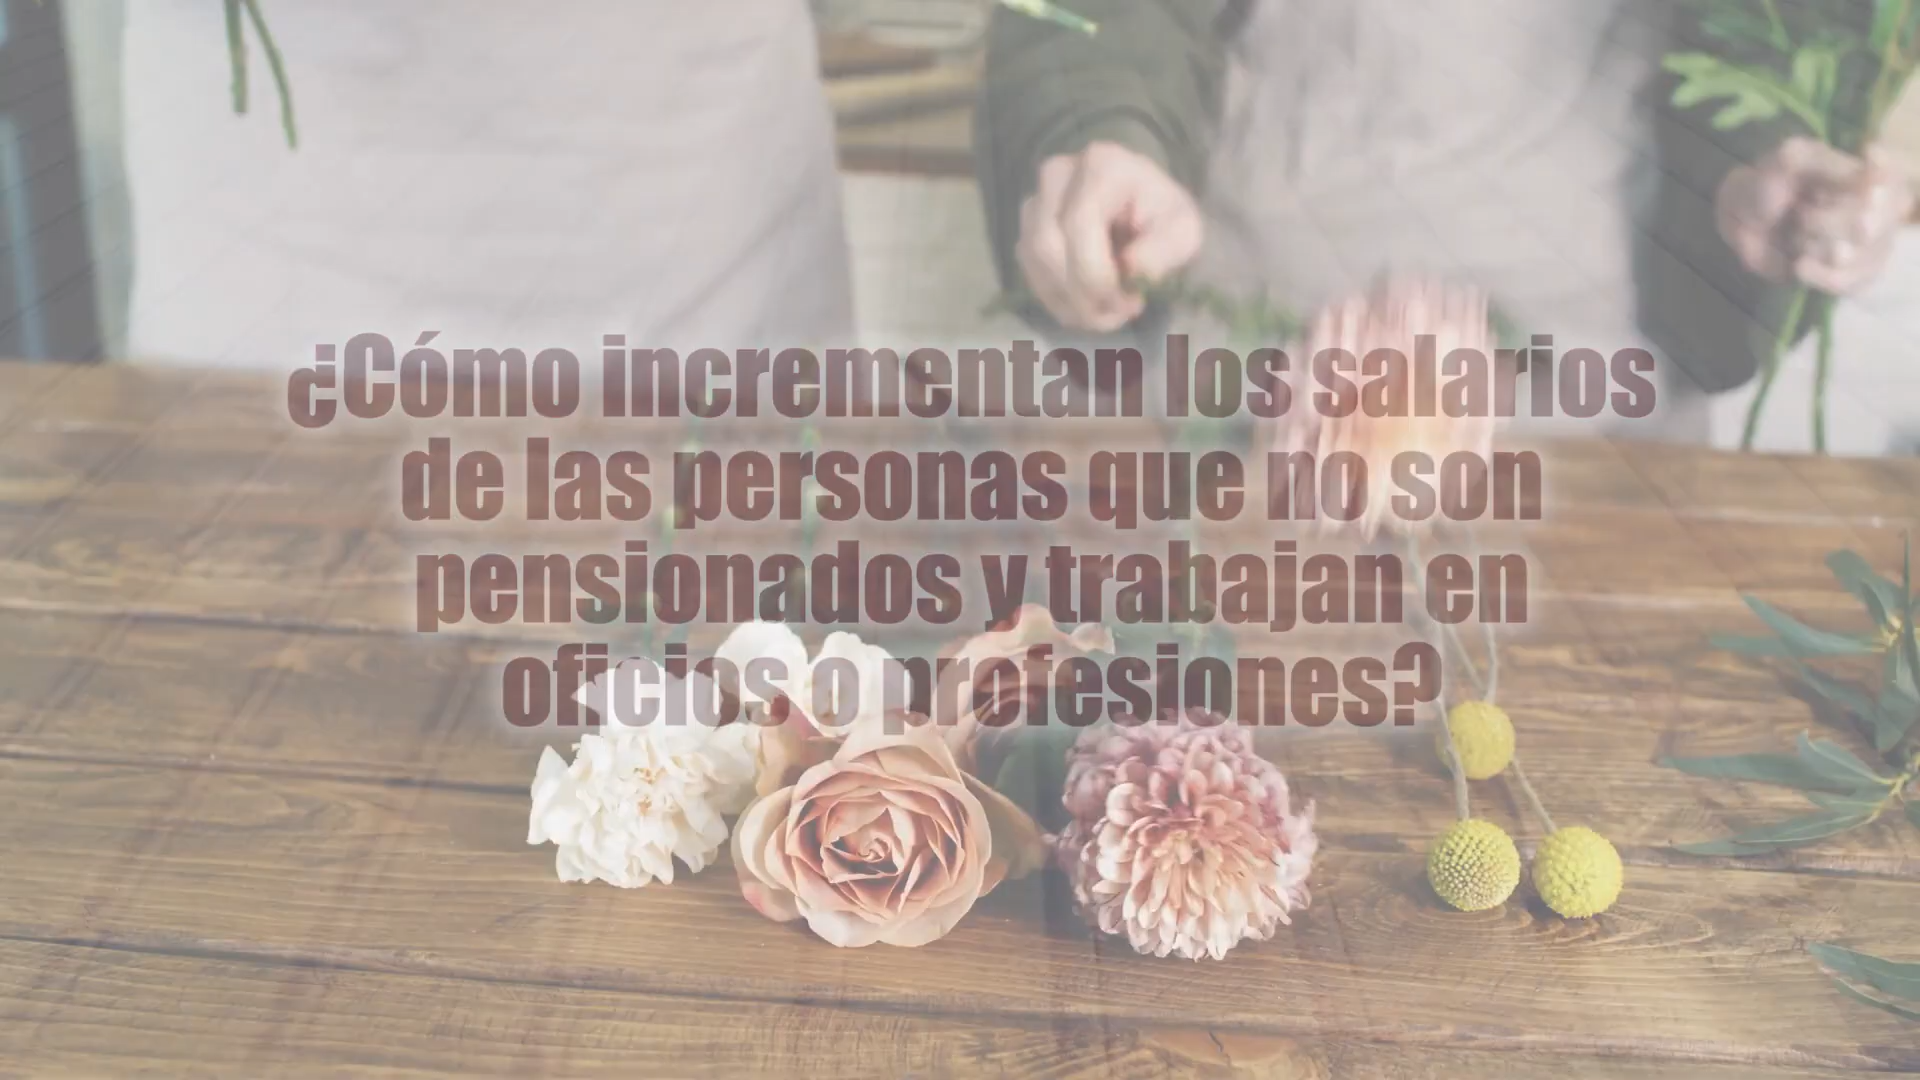 ¿Cómo incrementan los salarios
de las personas que no son
pensionados y trabajan en
oficios o profesiones?